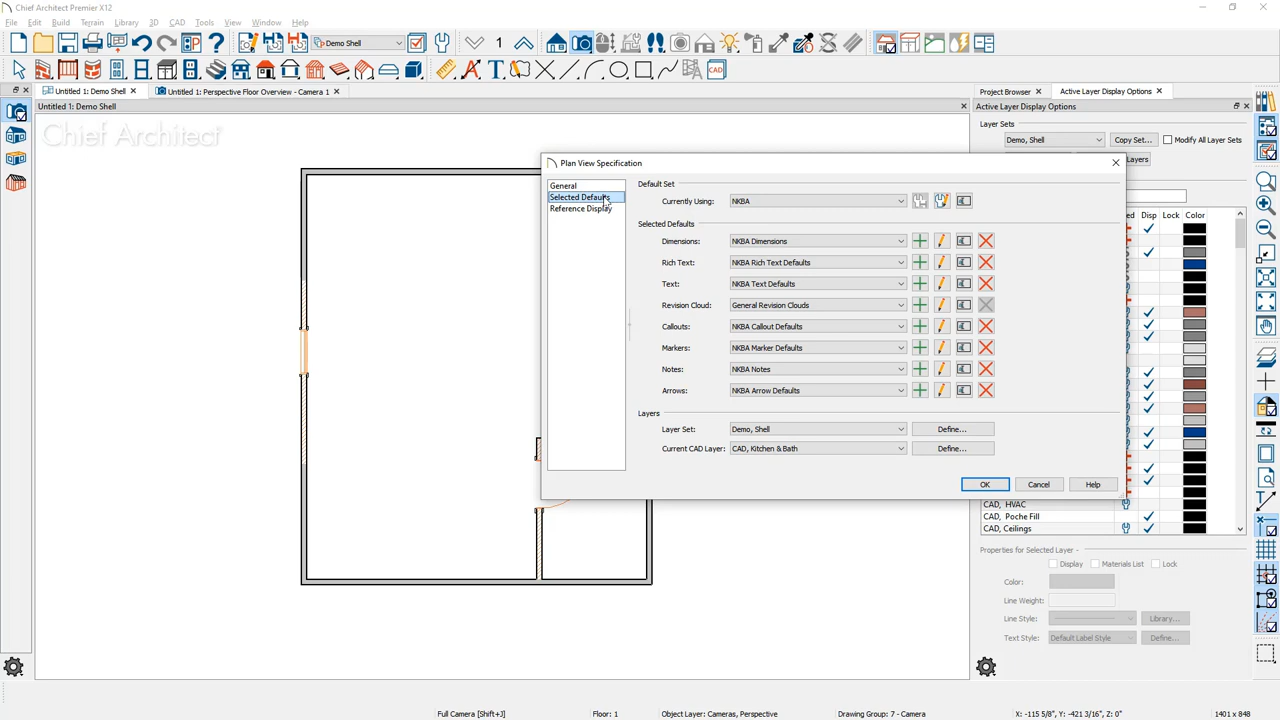 Chief Architect Premier X12
File Edit Build Terrain Library 3D CAD Tools View Window Help
Demo Shell 1 CAD
Untitled 1: Demo Shell Untitled 1: Perspective Floor Overview - Camera 1 Project Browser Active Layer Display Options
Untitled 1: Demo Shell Active Layer Display Options
Chief Architect
Layer Sets
Demo, Shell Copy Set... Modify All Layer Sets
Layers
Plan View Specification
General
Selected Defaults
Reference Display
Default Set
Currently Using: NKBA
Selected Defaults
Dimensions: NKBA Dimensions
Rich Text: NKBA Rich Text Defaults
Text: NKBA Text Defaults
Revision Cloud: General Revision Clouds
Callouts: NKBA Callout Defaults
Markers: NKBA Marker Defaults
Notes: NKBA Notes
Arrows: NKBA Arrow Defaults
Layers
Layer Set: Demo, Shell Define...
Current CAD Layer: CAD, Kitchen & Bath Define...
OK Cancel Help
Disp Lock Color
CAD, HVAC
CAD, Poche Fill
CAD, Ceilings
Properties for Selected Layer -
Display Materials List Lock
Color:
Line Weight:
Line Style: Library...
Text Style: Default Label Style Define...
Full Camera [Shift+J] Floor: 1 Object Layer: Cameras, Perspective Drawing Group: 7 - Camera X: -115 5/8", Y: -421 3/16", Z: 0" 1401 x 848